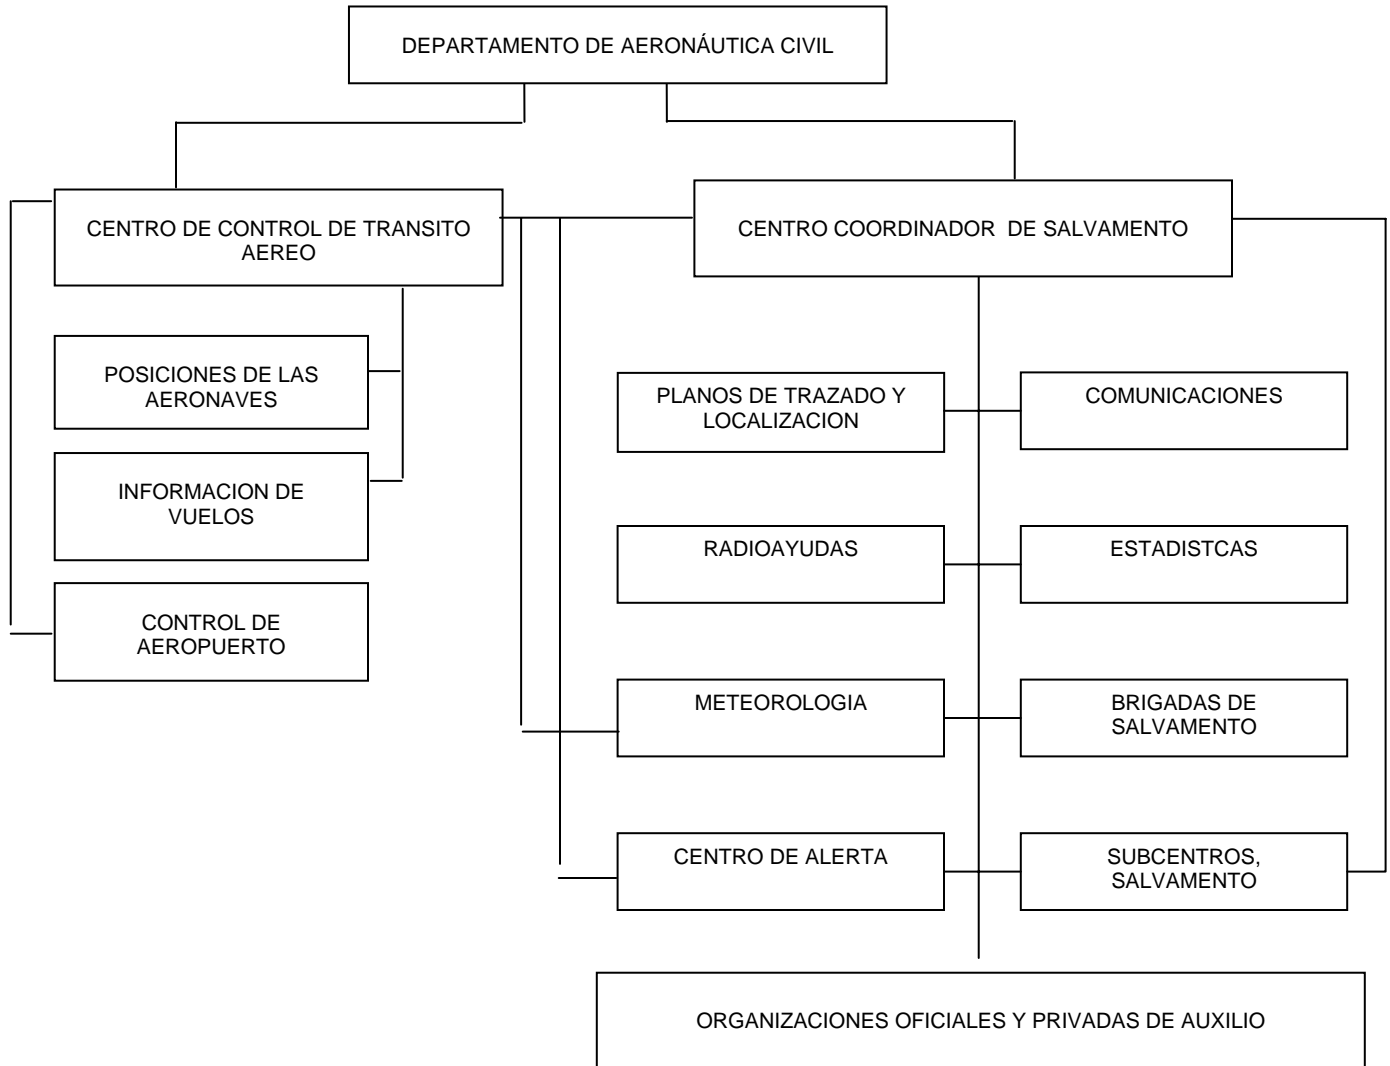 DEPARTAMENTO DE AERONÁUTICA CIVIL
CENTRO DE CONTROL DE TRANSITO
AEREO
CENTRO COORDINADOR DE SALVAMENTO
POSICIONES DE LAS
AERONAVES
INFORMACION DE
VUELOS
CONTROL DE
AEROPUERTO
PLANOS DE TRAZADO Y
LOCALIZACION
COMUNICACIONES
RADIOAYUDAS
ESTADISTCAS
METEOROLOGIA
BRIGADAS DE
SALVAMENTO
CENTRO DE ALERTA
SUBCENTROS,
SALVAMENTO
ORGANIZACIONES OFICIALES Y PRIVADAS DE AUXILIO